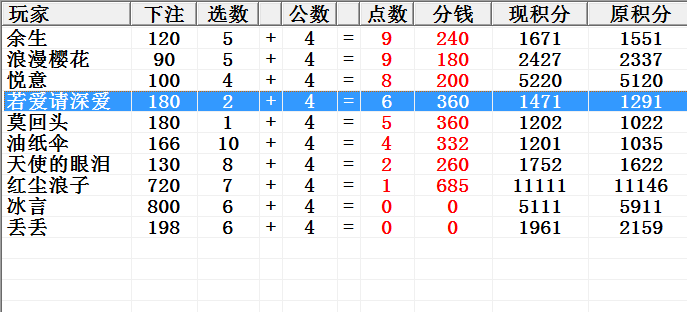 玩家 下注 选数 公数 点数 分钱 现积分 原积分
余生 120 5 + 4 = 9 240 1671 1551
浪漫樱花 90 5 + 4 = 9 180 2427 2337
悦意 100 4 + 4 = 8 200 5220 5120
若爱请深爱 180 2 + 4 = 6 360 1471 1291
莫回头 180 1 + 4 = 5 360 1202 1022
油纸伞 166 10 + 4 = 4 332 1201 1035
天使的眼泪 130 8 + 4 = 2 260 1752 1622
红尘浪子 720 7 + 4 = 1 685 11111 11146
冰言 800 6 + 4 = 0 0 5111 5911
丢丢 198 6 + 4 = 0 0 1961 2159